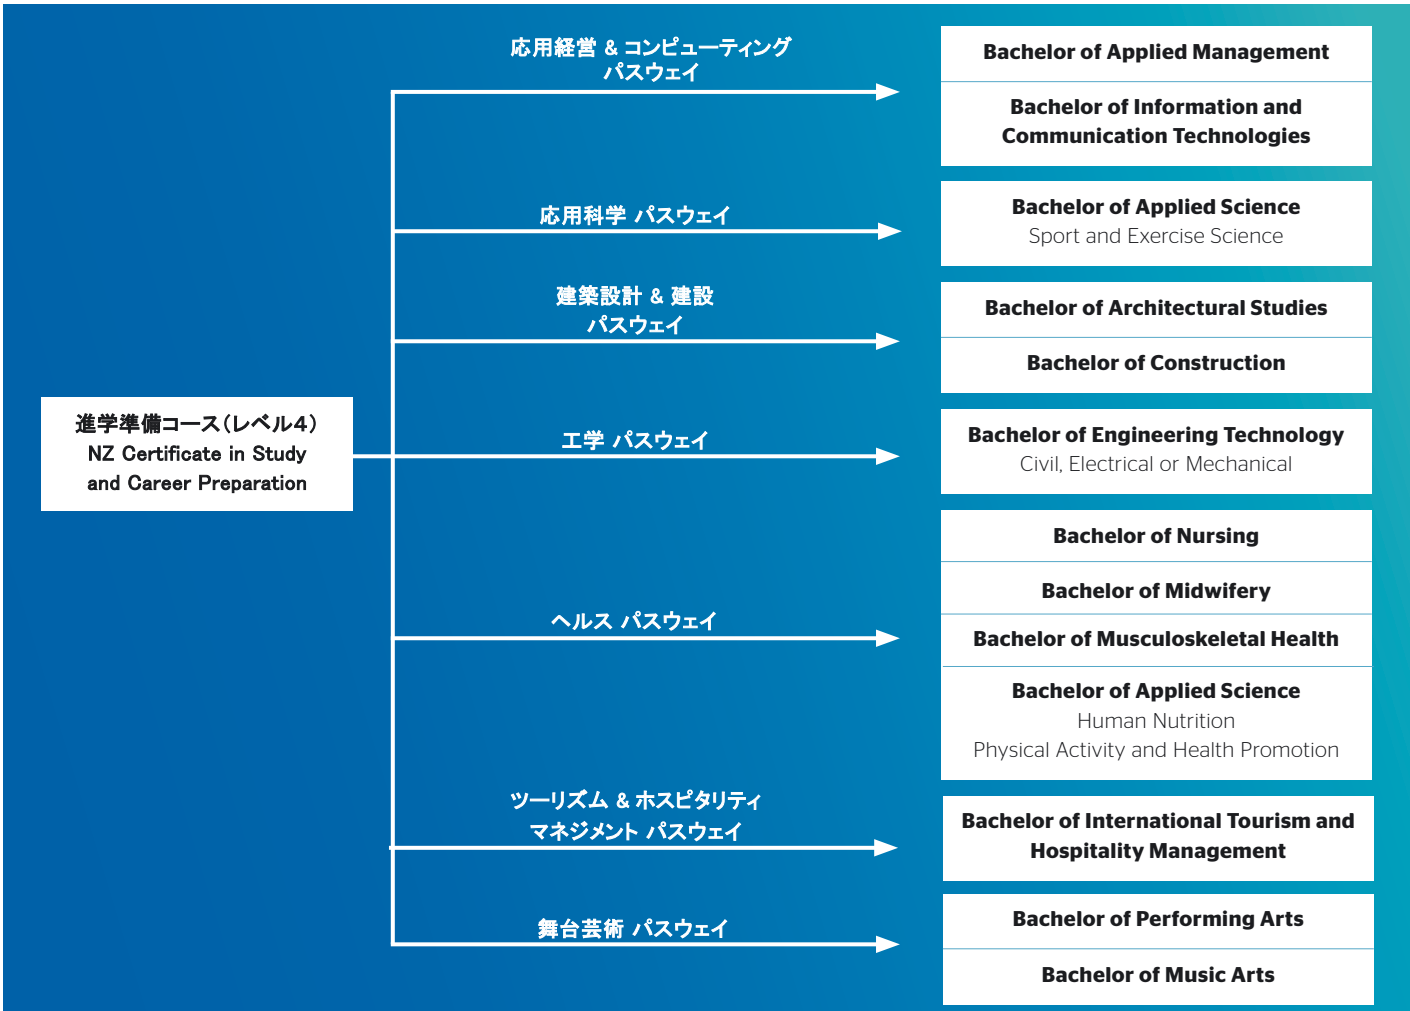 応用経営 & コンピューティング
パスウェイ
Bachelor of Applied Management
Bachelor of Information and
Communication Technologies
応用科学 パスウェイ
Bachelor of Applied Science
Sport and Exercise Science
建築設計 & 建設
パスウェイ
Bachelor of Architectural Studies
Bachelor of Construction
進学準備コース（レベル4）
NZ Certificate in Study
and Career Preparation
工学 パスウェイ
Bachelor of Engineering Technology
Civil, Electrical or Mechanical
ヘルス パスウェイ
Bachelor of Nursing
Bachelor of Midwifery
Bachelor of Musculoskeletal Health
Bachelor of Applied Science
Human Nutrition
Physical Activity and Health Promotion
ツーリズム & ホスピタリティ
マネジメント パスウェイ
Bachelor of International Tourism and
Hospitality Management
舞台芸術 パスウェイ
Bachelor of Performing Arts
Bachelor of Music Arts